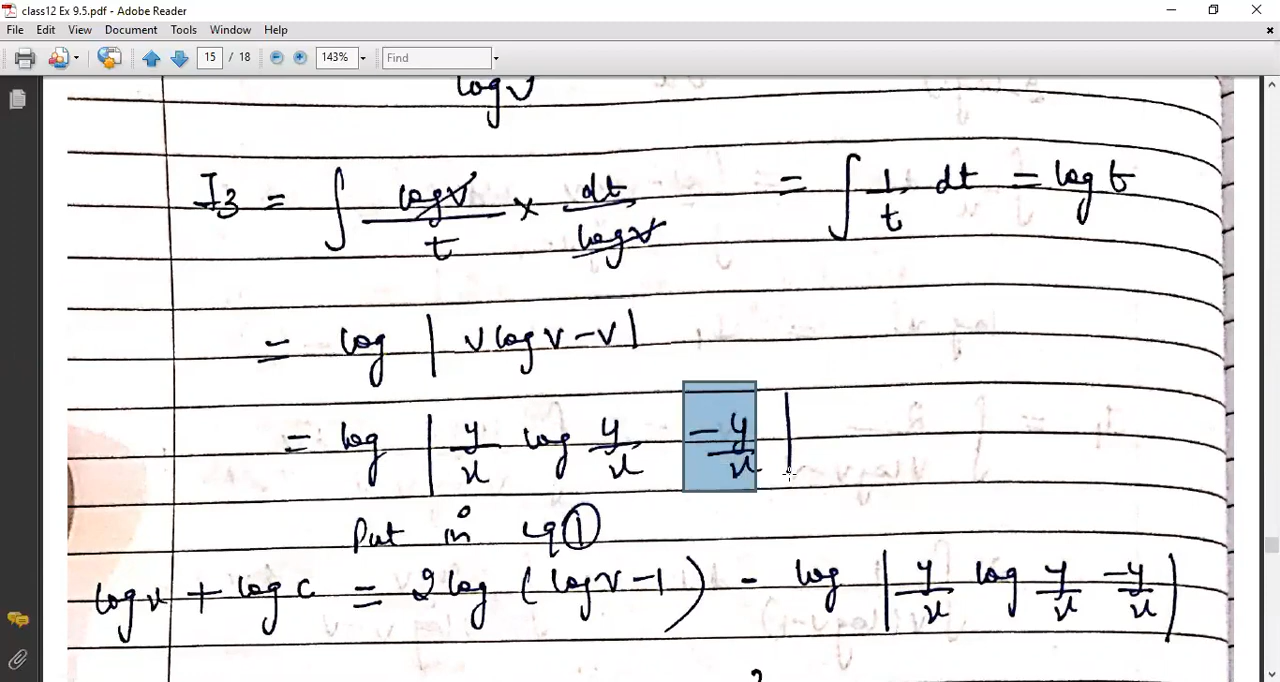 class12 Ex 9.5.pdf - Adobe Reader
File Edit View Document Tools Window Help
15 / 18 143% Find
log v
I3 = ∫ log v / t × dt / log v = ∫ 1/t dt = log t
= log | v log v - v |
= log | y/x log y/x - y/x |
Put in eq ①
log x + log c = 2 log (log v - 1) - log | y/x log y/x - y/x |